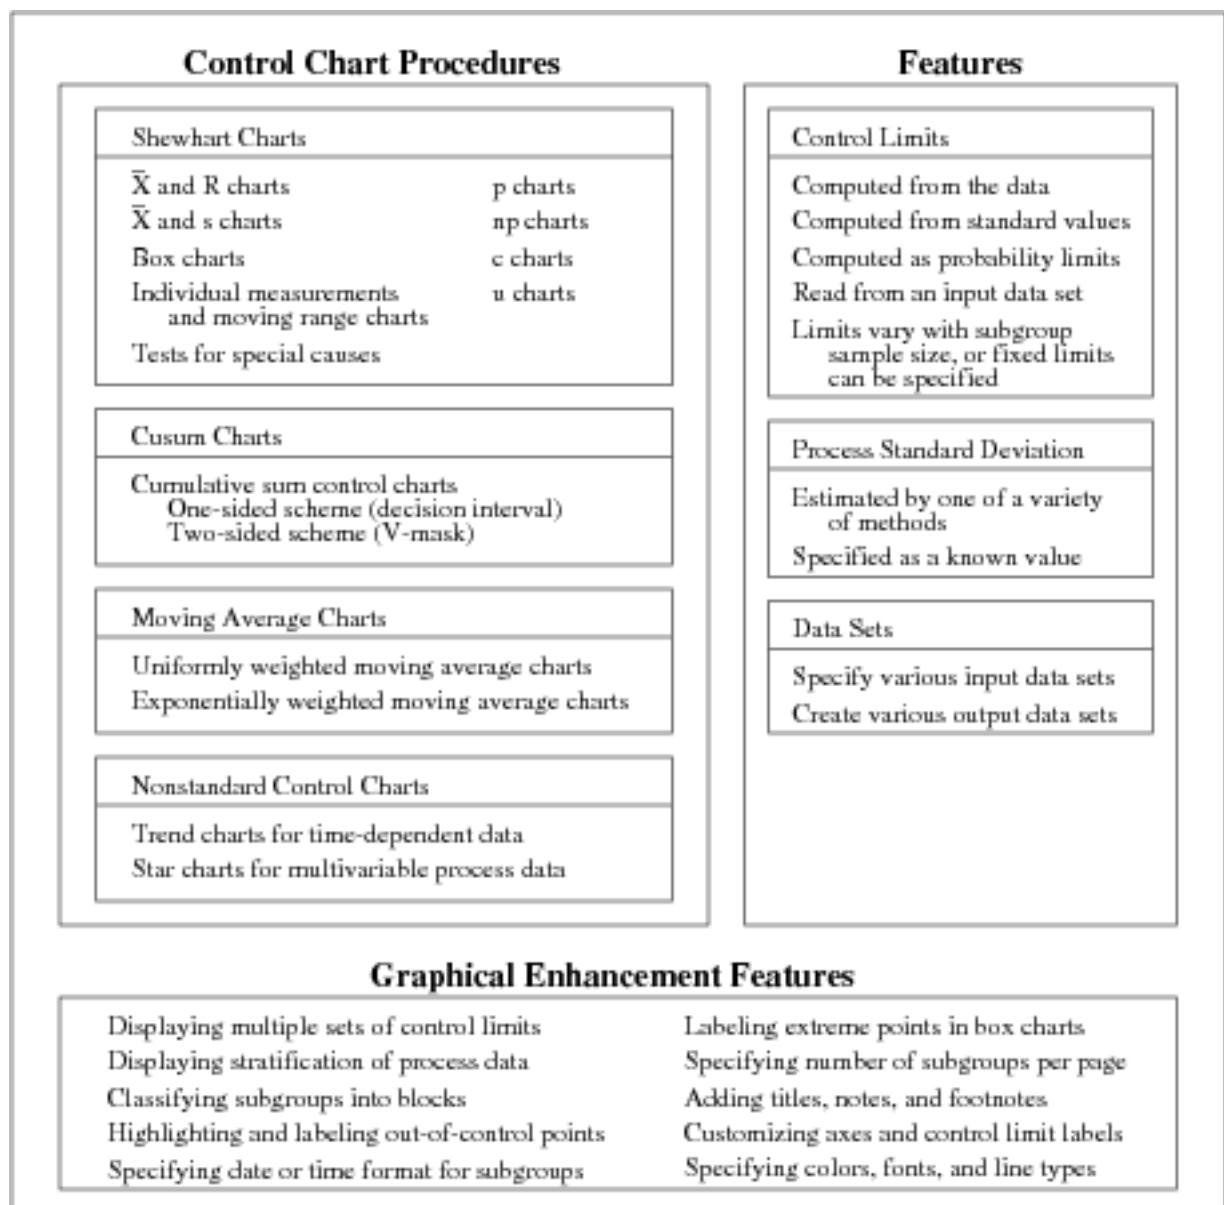 Control Chart Procedures
Shewhart Charts
X̄ and R charts
X̄ and s charts
Box charts
Individual measurements
and moving range charts
Tests for special causes
p charts
np charts
c charts
u charts
Cusum Charts
Cumulative sum control charts
One-sided scheme (decision interval)
Two-sided scheme (V-mask)
Moving Average Charts
Uniformly weighted moving average charts
Exponentially weighted moving average charts
Nonstandard Control Charts
Trend charts for time-dependent data
Star charts for multivariable process data
Features
Control Limits
Computed from the data
Computed from standard values
Computed as probability limits
Read from an input data set
Limits vary with subgroup
sample size, or fixed limits
can be specified
Process Standard Deviation
Estimated by one of a variety
of methods
Specified as a known value
Data Sets
Specify various input data sets
Create various output data sets
Graphical Enhancement Features
Displaying multiple sets of control limits
Displaying stratification of process data
Classifying subgroups into blocks
Highlighting and labeling out-of-control points
Specifying date or time format for subgroups
Labeling extreme points in box charts
Specifying number of subgroups per page
Adding titles, notes, and footnotes
Customizing axes and control limit labels
Specifying colors, fonts, and line types